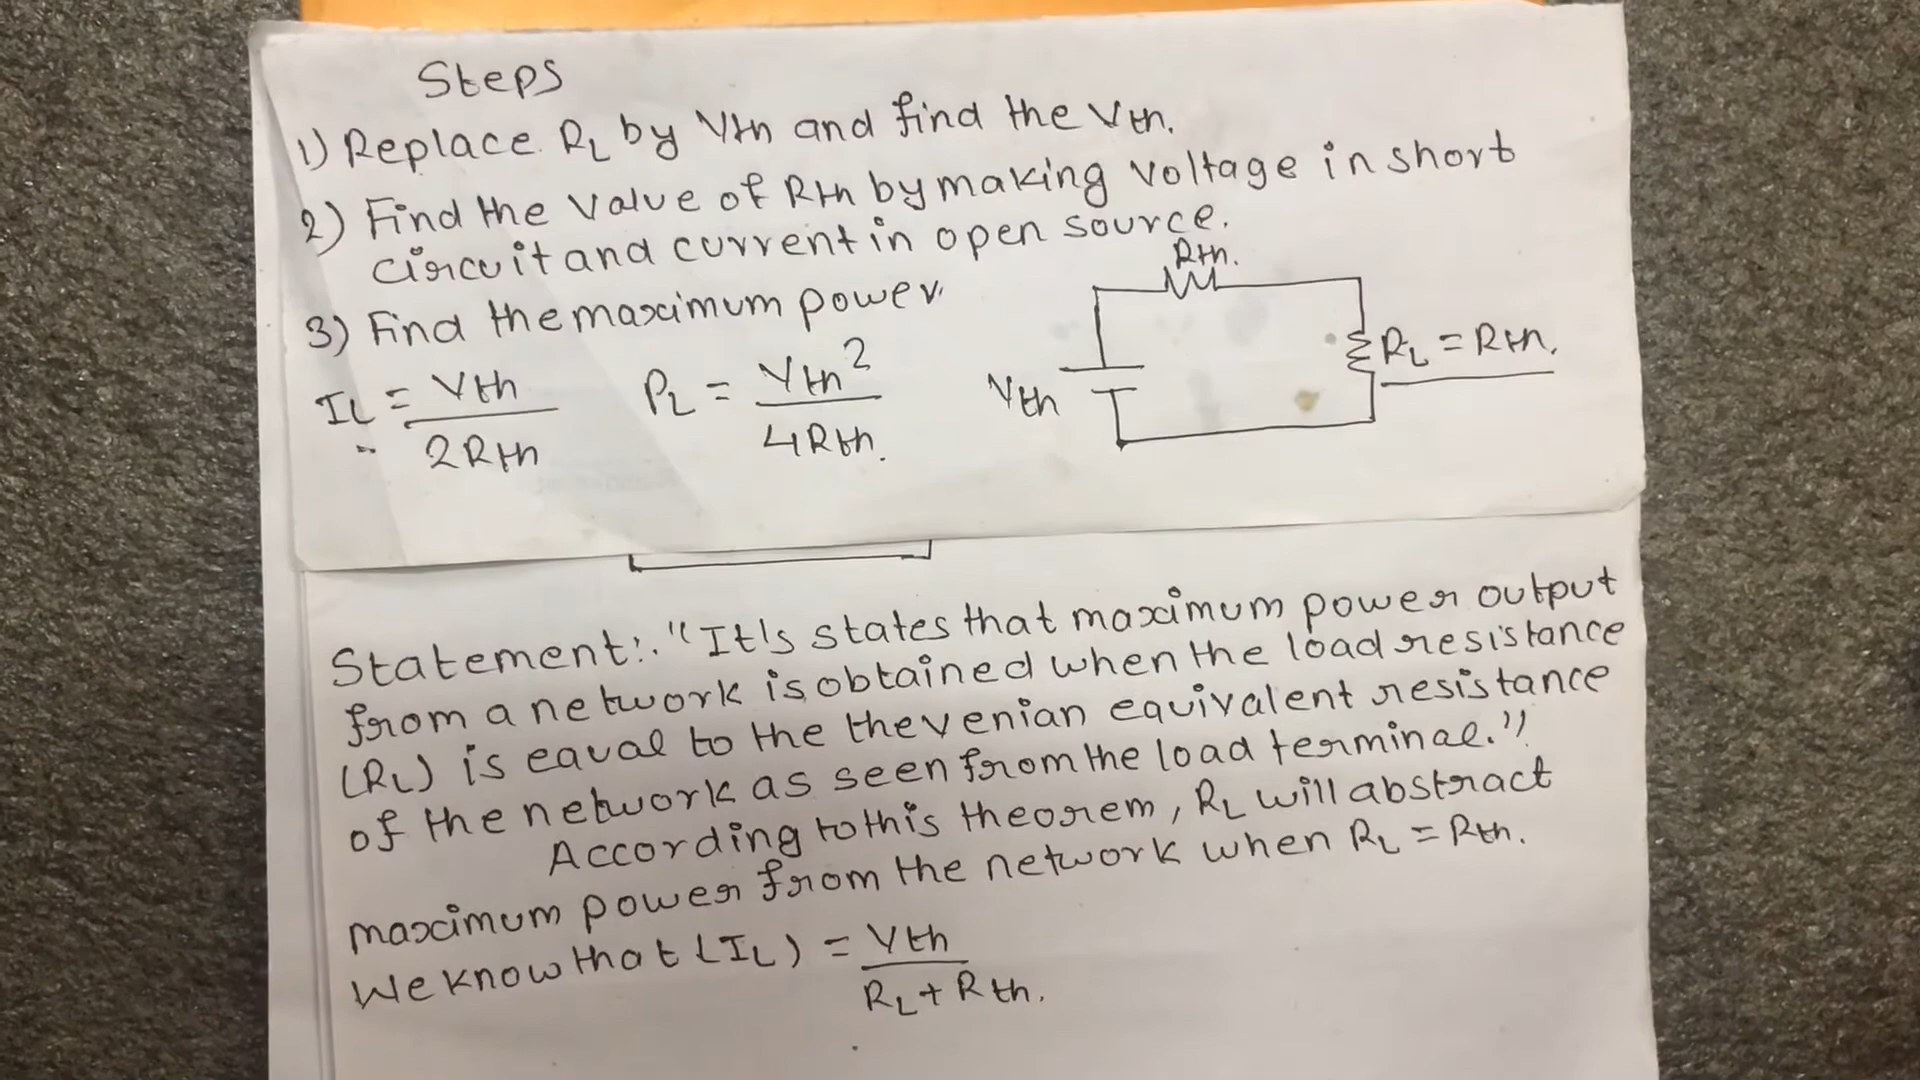 Steps
1) Replace RL by Vth and find the Vth.
2) Find the value of Rth by making voltage in short
circuit and current in open source.
3) Find the maximum power
Rth.
IL = Vth / 2Rth
PL = Vth² / 4Rth.
Vth
RL = Rth.
Statement:. "It's states that maximum power output
from a network is obtained when the load resistance
(RL) is equal to the thevenian equivalent resistance
of the network as seen from the load terminal."
According to this theorem, RL will abstract
maximum power from the network when RL = Rth.
We know that (IL) = Vth / RL + Rth.